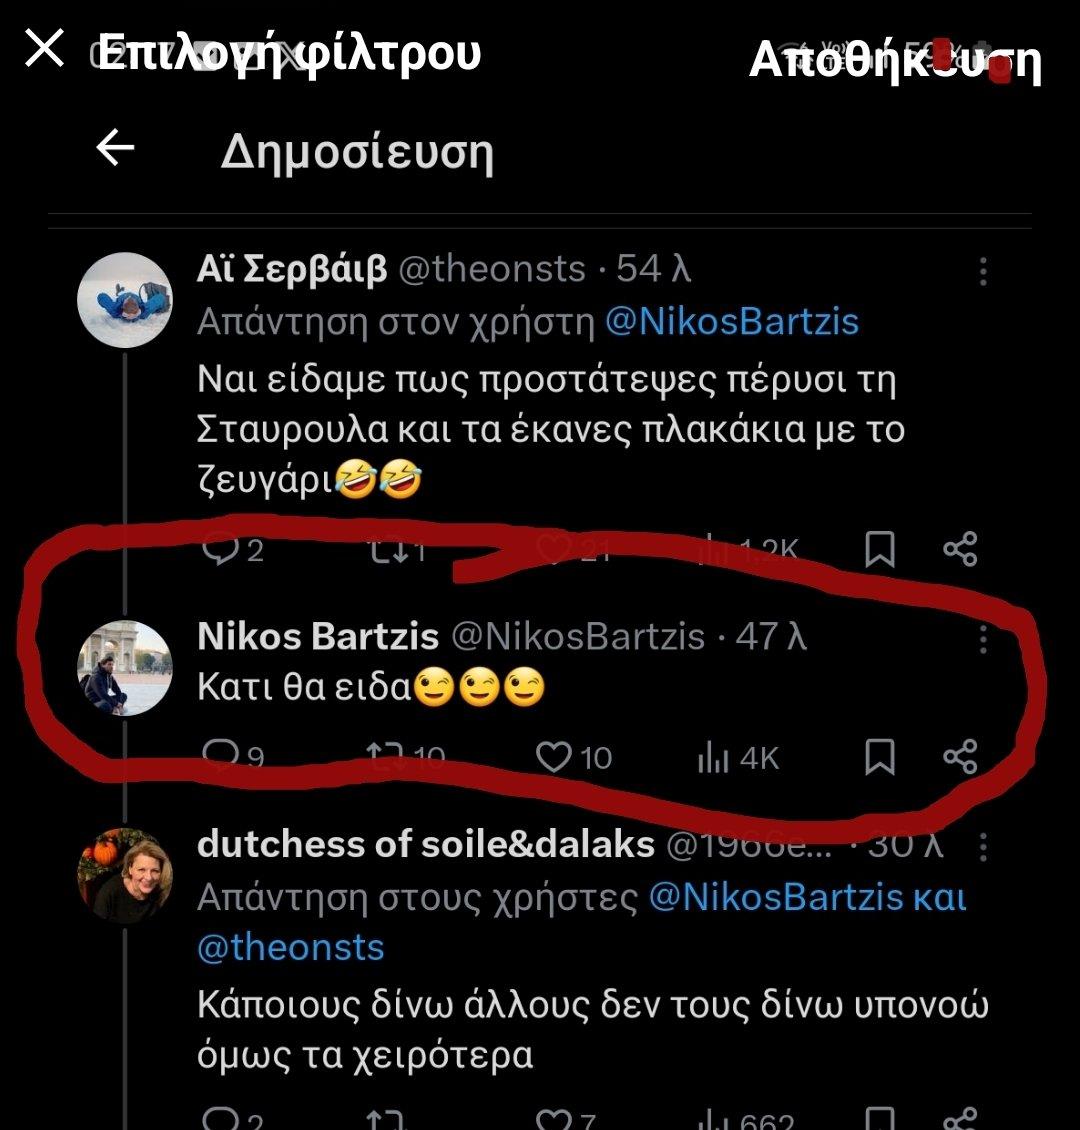 Επιλογή φίλτρου
Αποθήκευση
Δημοσίευση
Αϊ Σερβάιβ @theonsts · 54 λ
Απάντηση στον χρήστη @NikosBartzis
Ναι είδαμε πως προστάτεψες πέρυσι τη
Σταυρουλα και τα έκανες πλακάκια με το
ζευγάρι🤣🤣
2 1 21 1,2K
Nikos Bartzis @NikosBartzis · 47 λ
Κατι θα ειδα😉😉😉
9 10 10 4K
dutchess of soile&dalaks @1966e... · 30 λ
Απάντηση στους χρήστες @NikosBartzis και
@theonsts
Κάποιους δίνω άλλους δεν τους δίνω υπονοώ
όμως τα χειρότερα
2 7 662